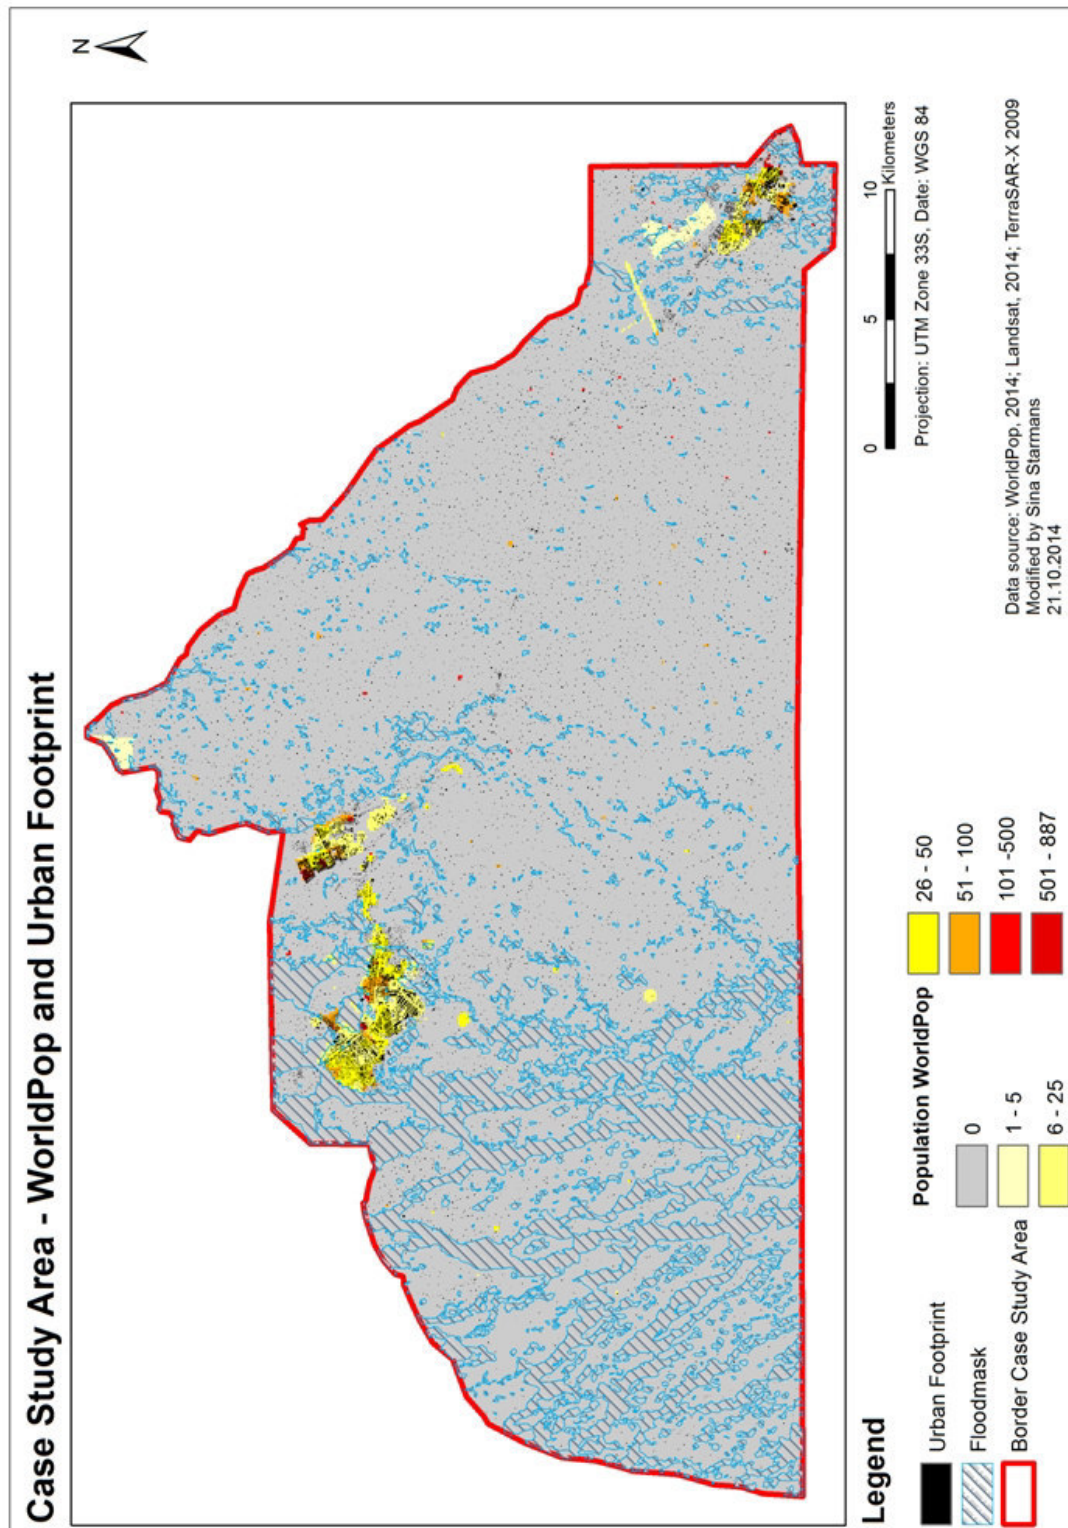 Case Study Area - WorldPop and Urban Footprint
N
Legend
Urban Footprint
Floodmask
Border Case Study Area
Population WorldPop
0
1 - 5
6 - 25
26 - 50
51 - 100
101 -500
501 - 887
0 5 10
Kilometers
Projection: UTM Zone 33S, Date: WGS 84
Data source: WorldPop, 2014; Landsat, 2014; TerraSAR-X 2009
Modified by Sina Starmans
21.10.2014